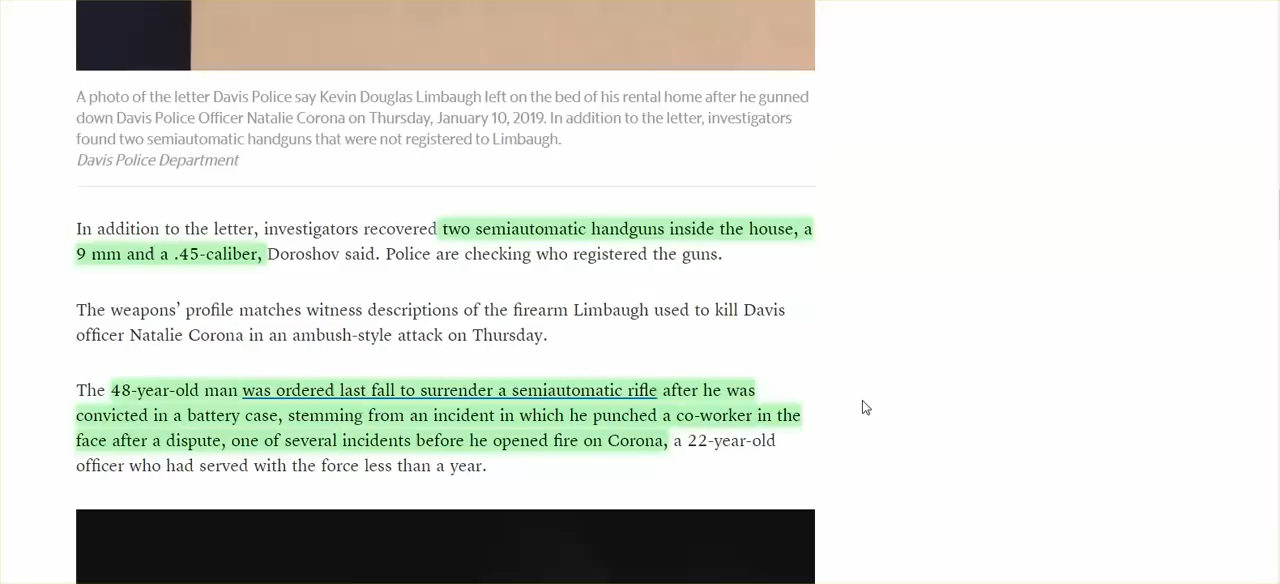 A photo of the letter Davis Police say Kevin Douglas Limbaugh left on the bed of his rental home after he gunned
down Davis Police Officer Natalie Corona on Thursday, January 10, 2019. In addition to the letter, investigators
found two semiautomatic handguns that were not registered to Limbaugh.
Davis Police Department
In addition to the letter, investigators recovered two semiautomatic handguns inside the house, a
9 mm and a .45-caliber, Doroshov said. Police are checking who registered the guns.
The weapons’ profile matches witness descriptions of the firearm Limbaugh used to kill Davis
officer Natalie Corona in an ambush-style attack on Thursday.
The 48-year-old man was ordered last fall to surrender a semiautomatic rifle after he was
convicted in a battery case, stemming from an incident in which he punched a co-worker in the
face after a dispute, one of several incidents before he opened fire on Corona, a 22-year-old
officer who had served with the force less than a year.